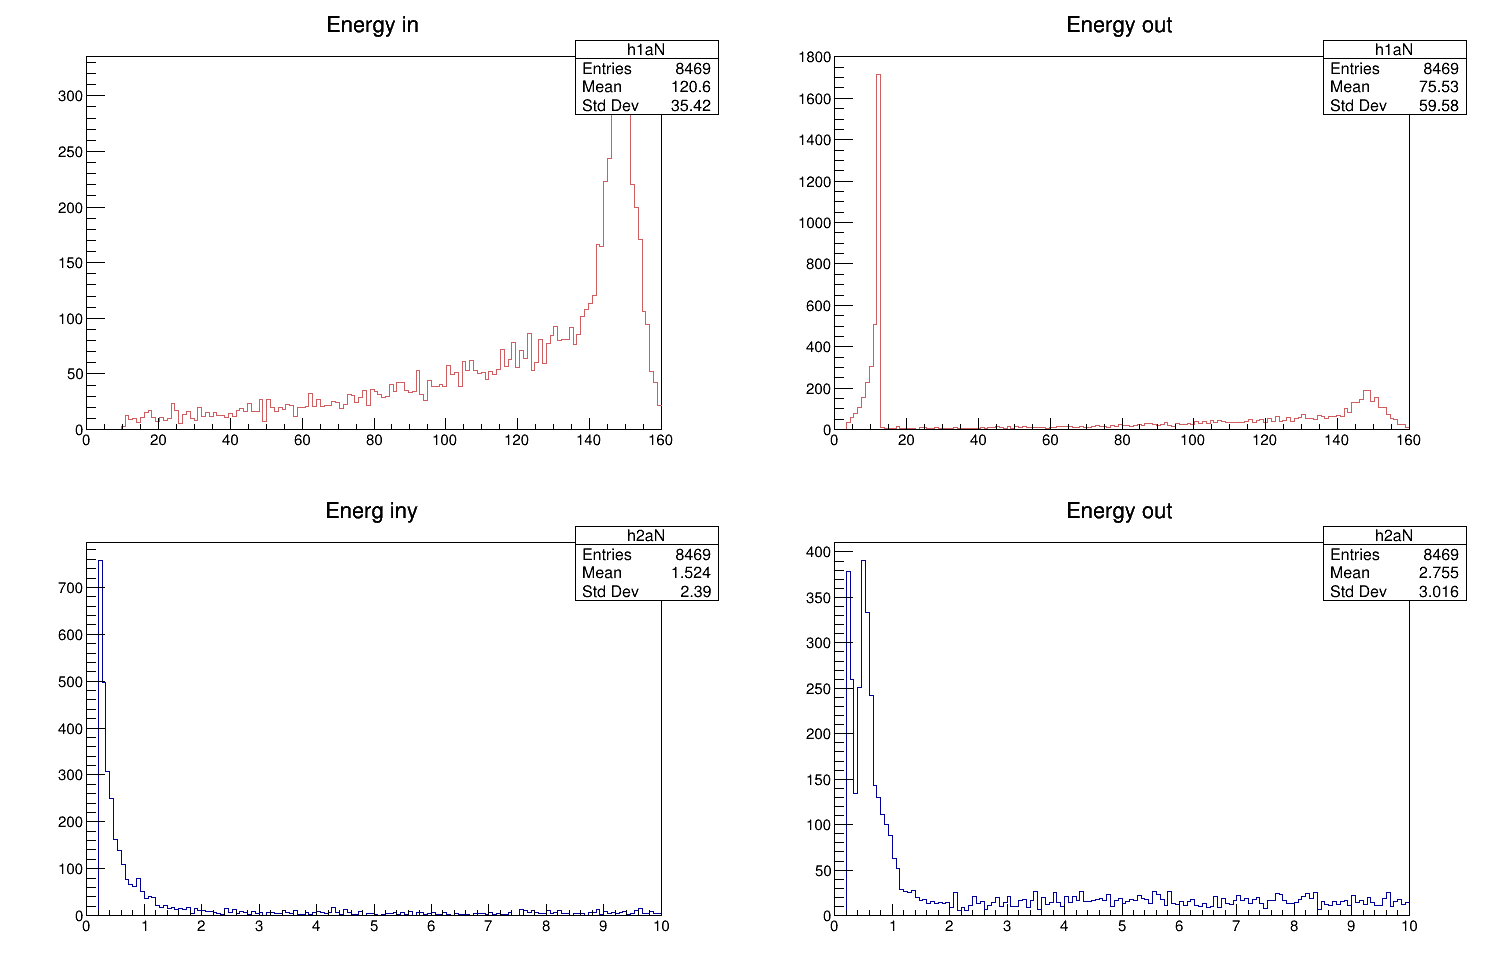 Energy in
h1aN
Entries 8469
Mean 120.6
Std Dev 35.42
300
250
200
150
100
50
0
0 20 40 60 80 100 120 140 160
Energy out
h1aN
Entries 8469
Mean 75.53
Std Dev 59.58
1800
1600
1400
1200
1000
800
600
400
200
0
0 20 40 60 80 100 120 140 160
Energ iny
h2aN
Entries 8469
Mean 1.524
Std Dev 2.39
700
600
500
400
300
200
100
0
0 1 2 3 4 5 6 7 8 9 10
Energy out
h2aN
Entries 8469
Mean 2.755
Std Dev 3.016
400
350
300
250
200
150
100
50
0
0 1 2 3 4 5 6 7 8 9 10